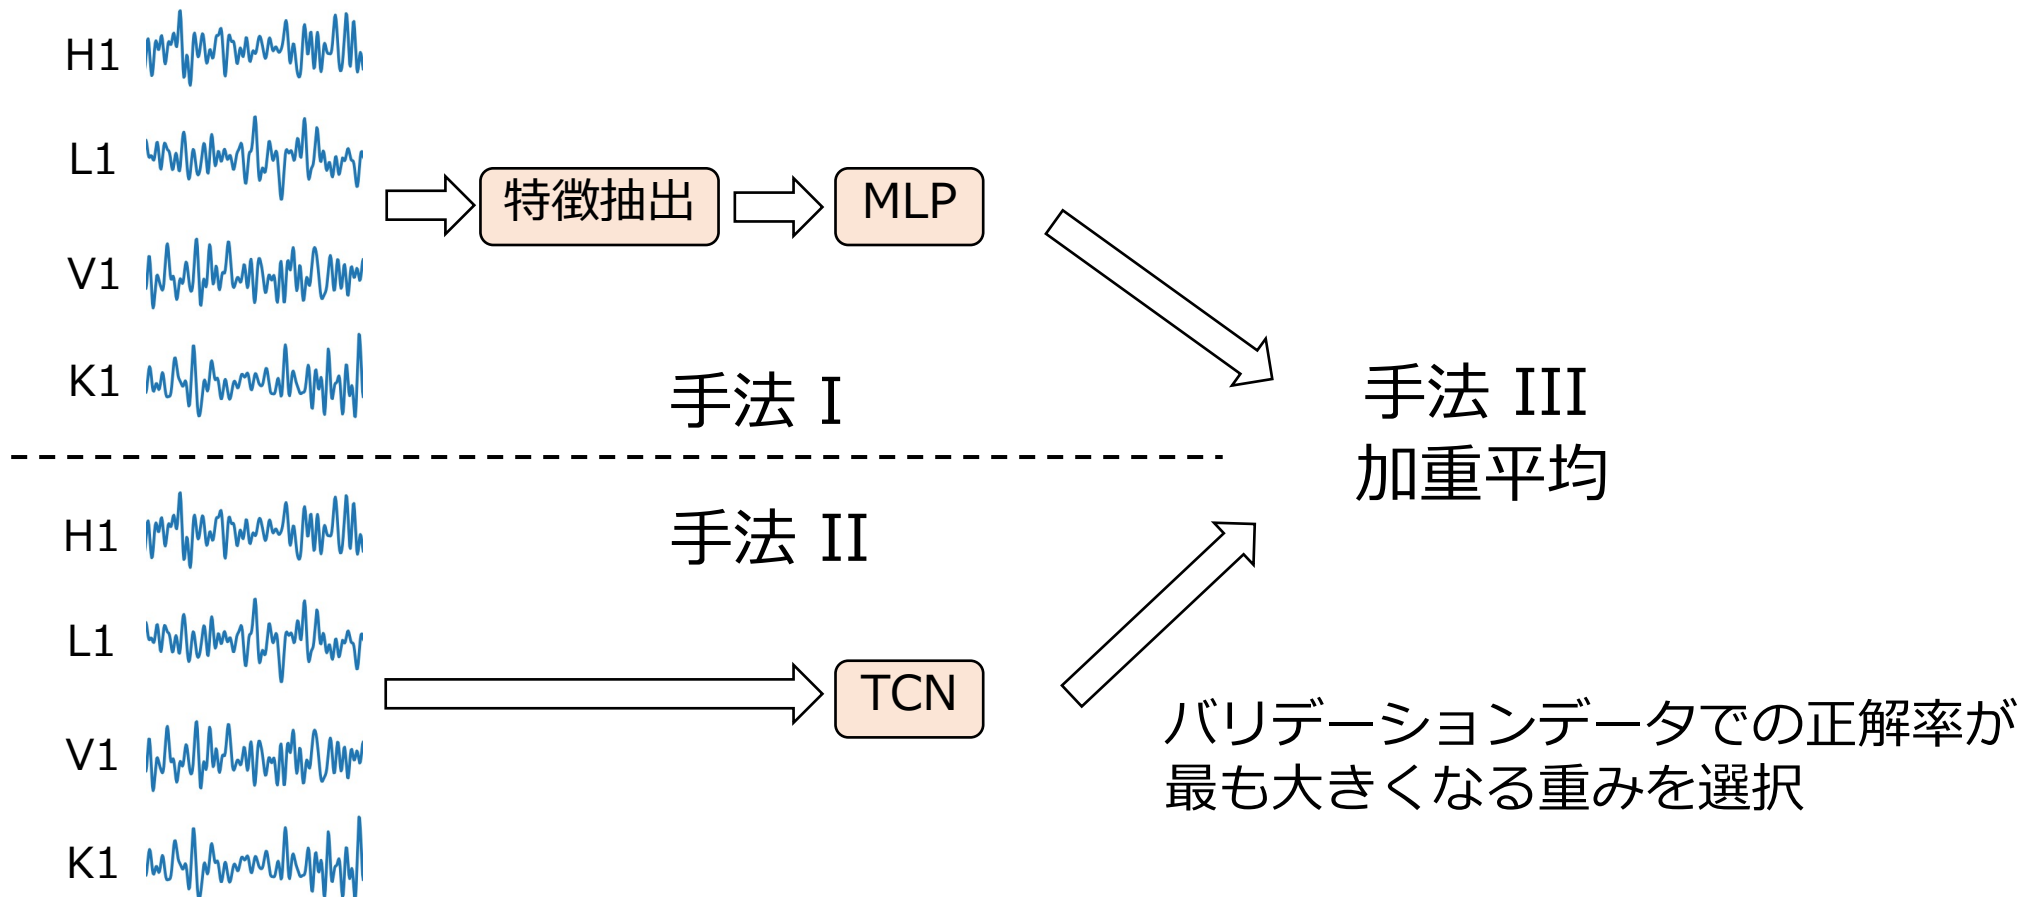 H1
L1
V1
K1
特徴抽出
MLP
手法 I
H1
L1
V1
K1
手法 II
TCN
手法 III
加重平均
バリデーションデータでの正解率が
最も大きくなる重みを選択